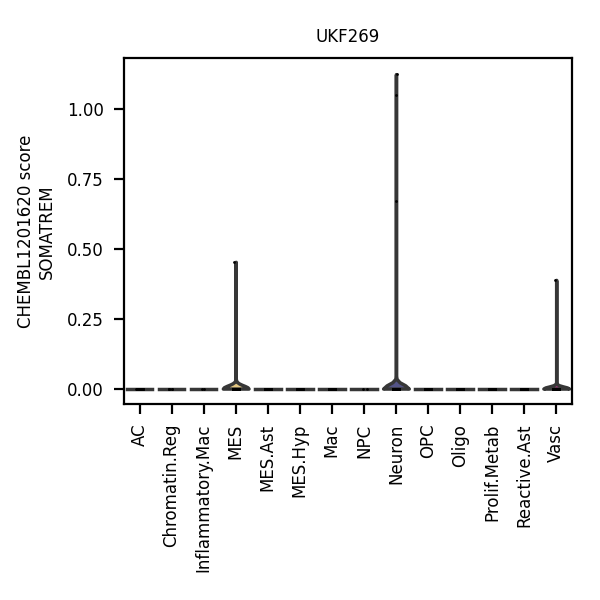 UKF269
CHEMBL1201620 score
SOMATREM
1.00
0.75
0.50
0.25
0.00
AC
Chromatin.Reg
Inflammatory.Mac
MES
MES.Ast
MES.Hyp
Mac
NPC
Neuron
OPC
Oligo
Prolif.Metab
Reactive.Ast
Vasc